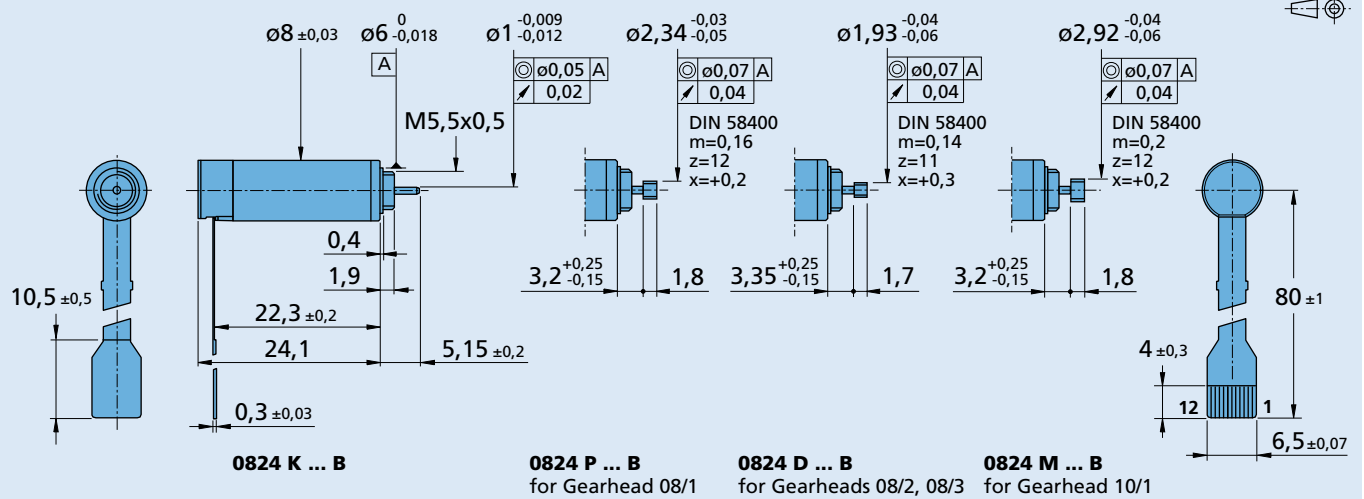 ø8 ±0,03
ø6 0 -0,018
A
ø1 -0,009 -0,012
ø0,05 A
0,02
M5,5x0,5
ø2,34 -0,03 -0,05
ø0,07 A
0,04
DIN 58400
m=0,16
z=12
x=+0,2
ø1,93 -0,04 -0,06
ø0,07 A
0,04
DIN 58400
m=0,14
z=11
x=+0,3
ø2,92 -0,04 -0,06
ø0,07 A
0,04
DIN 58400
m=0,2
z=12
x=+0,2
10,5 ±0,5
0,4
1,9
22,3 ±0,2
24,1
5,15 ±0,2
0,3 ±0,03
3,2 +0,25 -0,15
1,8
3,35 +0,25 -0,15
1,7
3,2 +0,25 -0,15
1,8
80 ±1
4 ±0,3
12
1
6,5 ±0,07
0824 K ... B
0824 P ... B
for Gearhead 08/1
0824 D ... B
for Gearheads 08/2, 08/3
0824 M ... B
for Gearhead 10/1